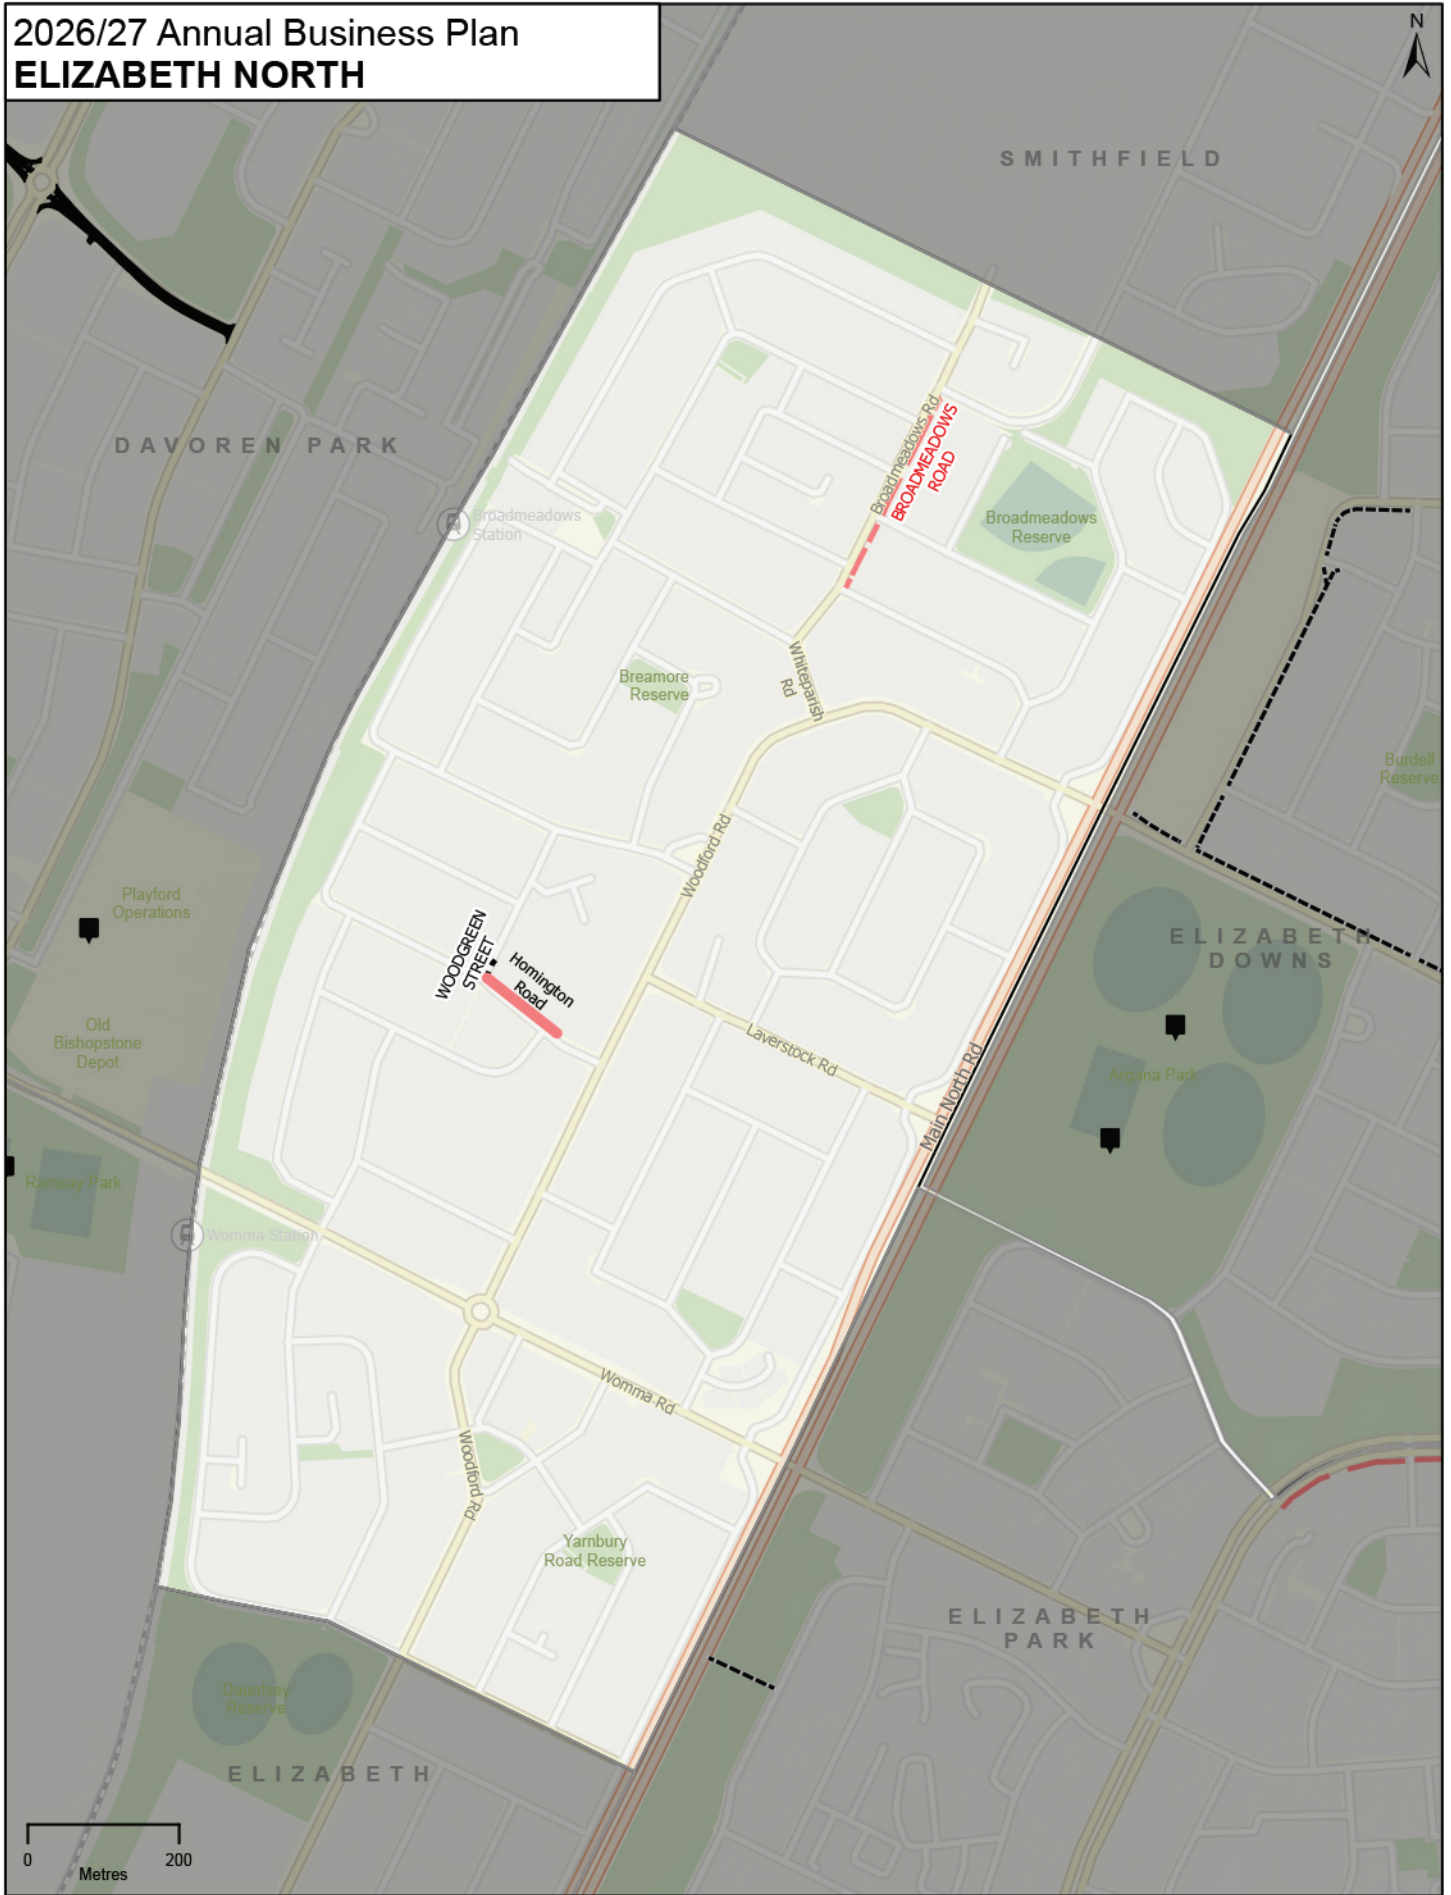 2026/27 Annual Business Plan
ELIZABETH NORTH
N
SMITHFIELD
DAVOREN PARK
Broadmeadows Rd
BROADMEADOWS
ROAD
Broadmeadows
Station
Broadmeadows
Reserve
Whiteparish
Rd
Breamore
Reserve
Burdell
Reserve
Woodford Rd
Playford
Operations
WOODGREEN
STREET
Homington
Road
ELIZABETH
DOWNS
Old
Bishopstone
Depot
Laverstock Rd
Main North Rd
Argana Park
Ramsay Park
Womma Station
Womma Rd
Woodford Rd
Yarnbury
Road Reserve
ELIZABETH
PARK
Dauntsey
Reserve
ELIZABETH
0 200
Metres